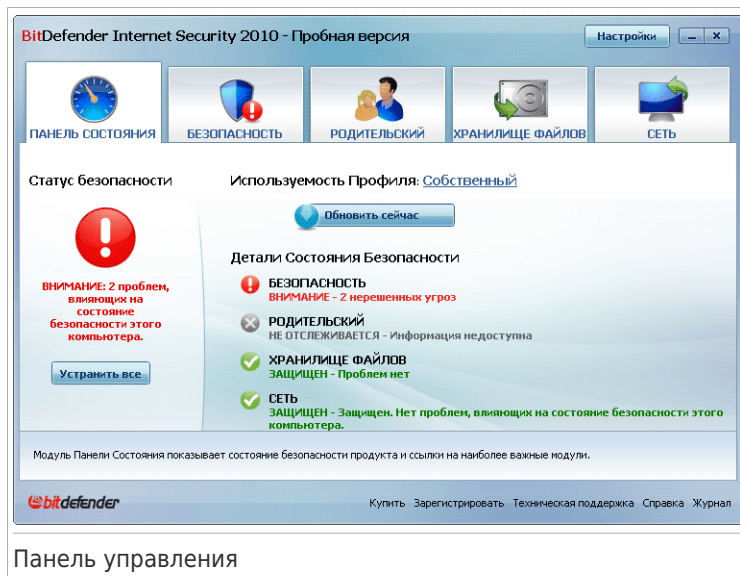 BitDefender Internet Security 2010 - Пробная версия
Настройки
ПАНЕЛЬ СОСТОЯНИЯ
БЕЗОПАСНОСТЬ
РОДИТЕЛЬСКИЙ
ХРАНИЛИЩЕ ФАЙЛОВ
СЕТЬ
Статус безопасности
ВНИМАНИЕ: 2 проблем,
влияющих на
состояние
безопасности этого
компьютера.
Устранить все
Используемость Профиля: Собственный
Обновить сейчас
Детали Состояния Безопасности
БЕЗОПАСНОСТЬ
ВНИМАНИЕ - 2 нерешенных угроз
РОДИТЕЛЬСКИЙ
НЕ ОТСЛЕЖИВАЕТСЯ - Информация недоступна
ХРАНИЛИЩЕ ФАЙЛОВ
ЗАЩИЩЕН - Проблем нет
СЕТЬ
ЗАЩИЩЕН - Защищен. Нет проблем, влияющих на состояние безопасности этого
компьютера.
Модуль Панели Состояния показывает состояние безопасности продукта и ссылки на наиболее важные модули.
bitdefender
Купить Зарегистрировать Техническая поддержка Справка Журнал
Панель управления